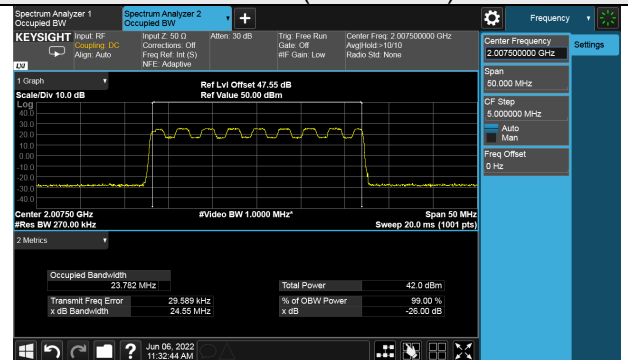 Spectrum Analyzer 1
Occupied BW
Spectrum Analyzer 2
Occupied BW
Frequency
KEYSIGHT
Input: RF
Coupling: DC
Align: Auto
Input Z: 50 Ω
Corrections: Off
Freq Ref: Int (S)
NFE: Adaptive
Atten: 30 dB
Trig: Free Run
Gate: Off
#IF Gain: Low
Center Freq: 2.007500000 GHz
Avg|Hold:>10/10
Radio Std: None
LXI
Center Frequency
2.007500000 GHz
Settings
Span
50.000 MHz
CF Step
5.000000 MHz
Auto
Man
Freq Offset
0 Hz
1 Graph
Scale/Div 10.0 dB
Ref Lvl Offset 47.55 dB
Ref Value 50.00 dBm
Log
40.0
30.0
20.0
10.0
0.00
-10.0
-20.0
-30.0
-40.0
Center 2.00750 GHz
#Video BW 1.0000 MHz*
Span 50 MHz
#Res BW 270.00 kHz
Sweep 20.0 ms (1001 pts)
2 Metrics
Occupied Bandwidth
23.782 MHz
Total Power
42.0 dBm
Transmit Freq Error
29.589 kHz
% of OBW Power
99.00 %
x dB Bandwidth
24.55 MHz
x dB
-26.00 dB
Jun 06, 2022
11:32:44 AM